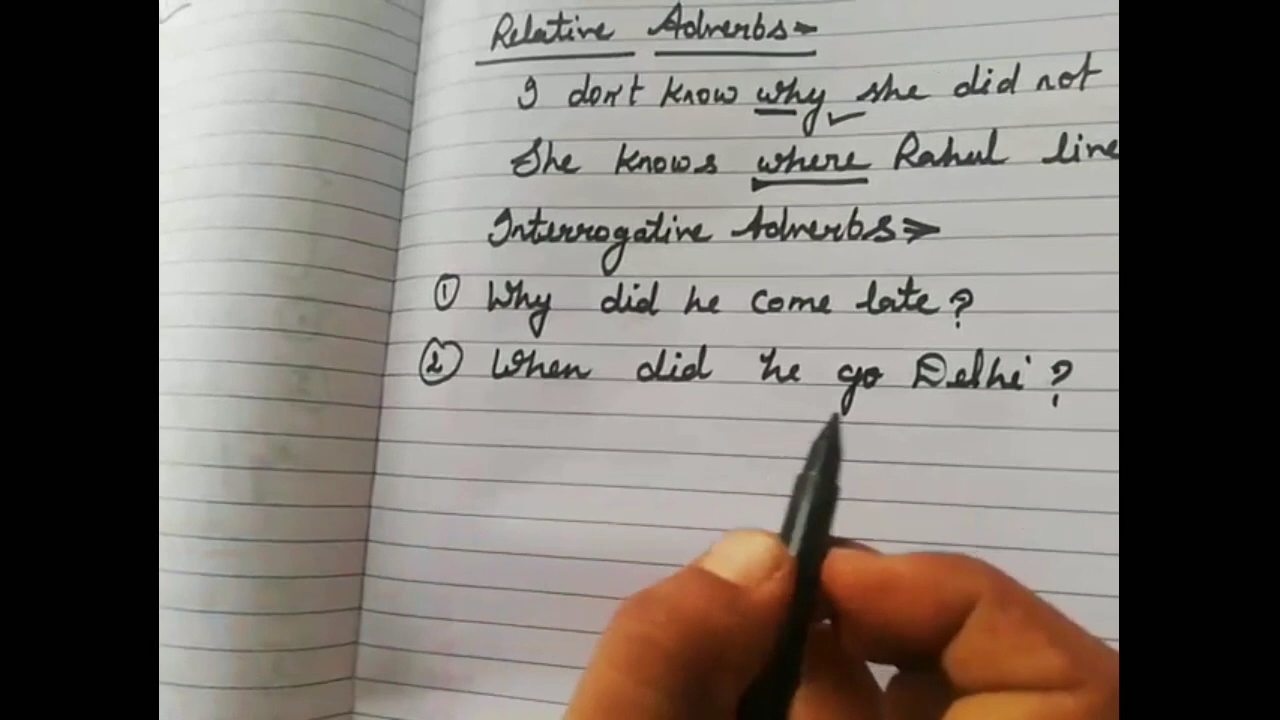 Relative Adverbs
I don't know why she did not
She knows where Rahul live
Interrogative Adverbs
① Why did he come late?
② When did he go Delhi?